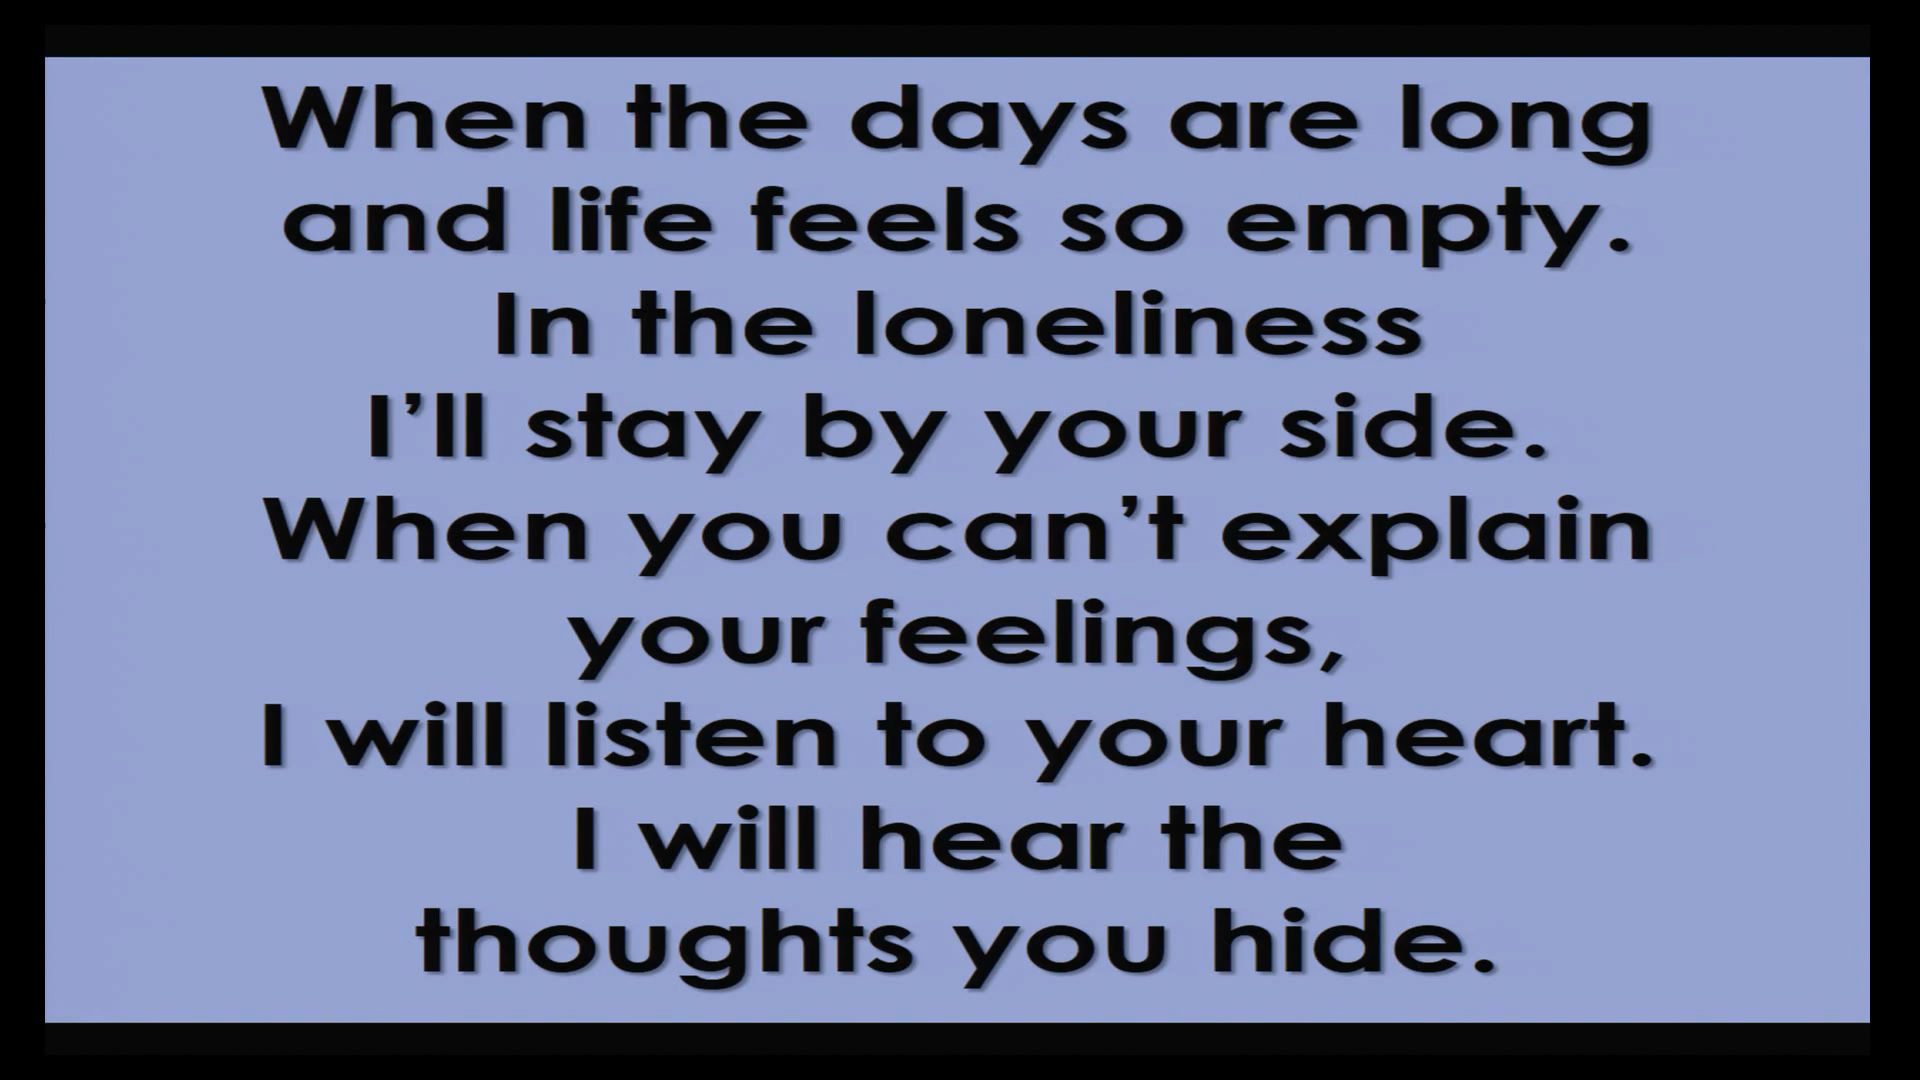 When the days are long
and life feels so empty.
In the loneliness
I’ll stay by your side.
When you can’t explain
your feelings,
I will listen to your heart.
I will hear the
thoughts you hide.